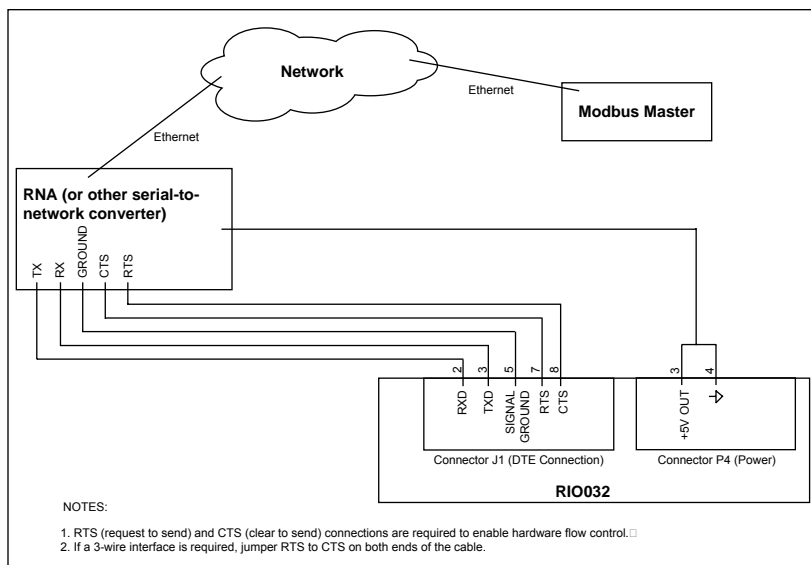 Network
Ethernet
Modbus Master
Ethernet
RNA (or other serial-to-
network converter)
TX
RX
GROUND
CTS
RTS
2
3
5
7
8
3
4
RXD
TXD
SIGNAL
GROUND
RTS
CTS
+5V OUT
Connector J1 (DTE Connection)
Connector P4 (Power)
RIO032
NOTES:
1. RTS (request to send) and CTS (clear to send) connections are required to enable hardware flow control.
2. If a 3-wire interface is required, jumper RTS to CTS on both ends of the cable.